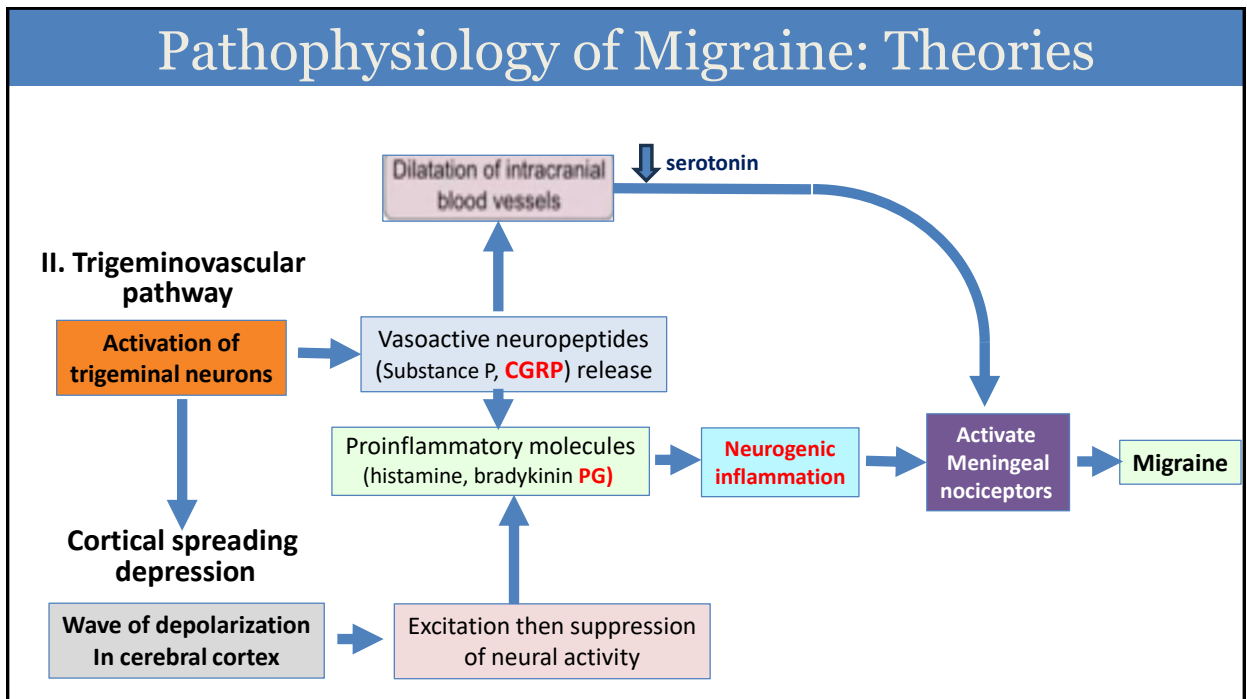 Pathophysiology of Migraine: Theories
Dilatation of intracranial
blood vessels
serotonin
II. Trigeminovascular
pathway
Activation of
trigeminal neurons
Vasoactive neuropeptides
(Substance P, CGRP) release
Proinflammatory molecules
(histamine, bradykinin PG)
Neurogenic
inflammation
Activate
Meningeal
nociceptors
Migraine
Cortical spreading
depression
Wave of depolarization
In cerebral cortex
Excitation then suppression
of neural activity